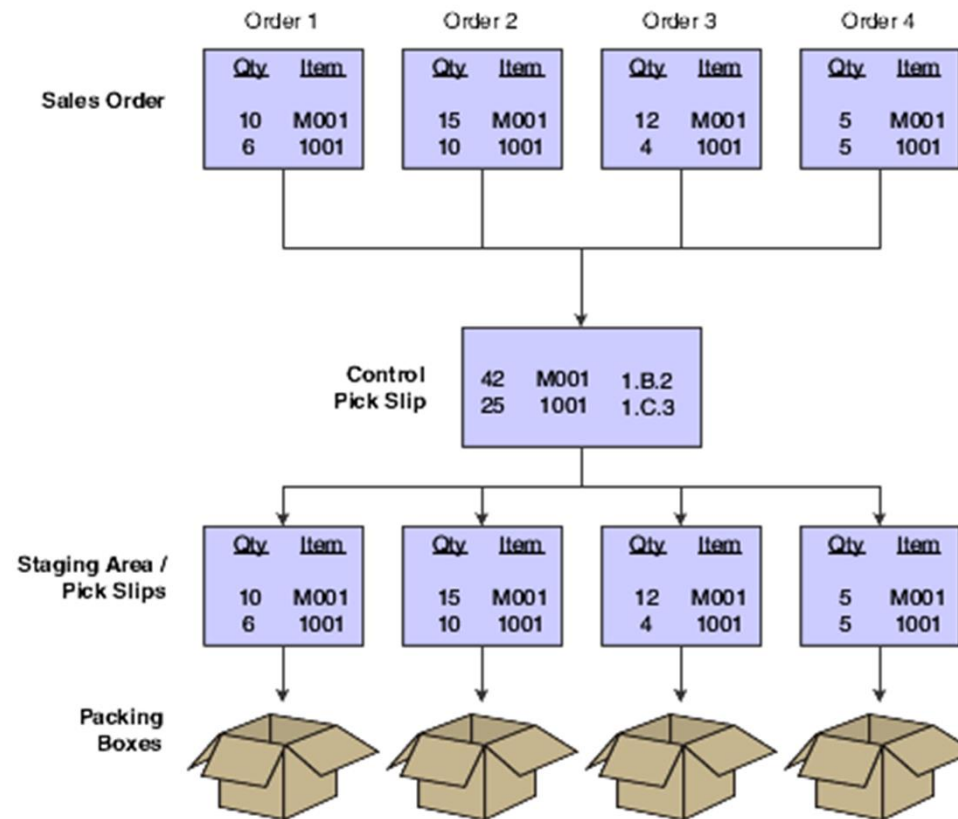 Order 1 Order 2 Order 3 Order 4
Qty Item Qty Item Qty Item Qty Item
Sales Order
10 M001 15 M001 12 M001 5 M001
6 1001 10 1001 4 1001 5 1001
Control
Pick Slip
42 M001 1.B.2
25 1001 1.C.3
Qty Item Qty Item Qty Item Qty Item
Staging Area /
Pick Slips
10 M001 15 M001 12 M001 5 M001
6 1001 10 1001 4 1001 5 1001
Packing
Boxes